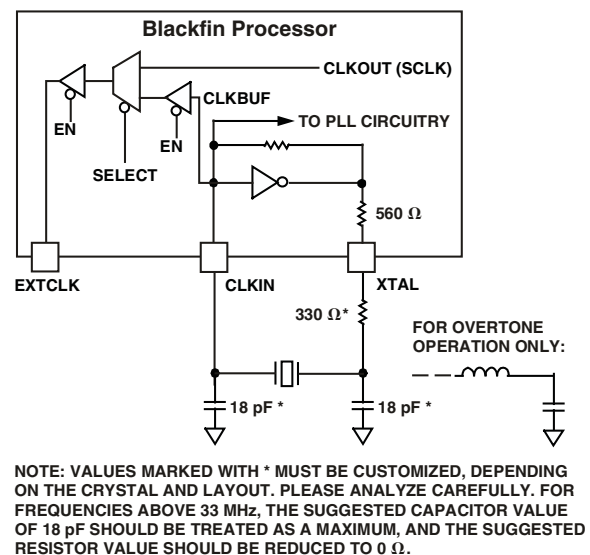 Blackfin Processor
CLKOUT (SCLK)
CLKBUF
TO PLL CIRCUITRY
EN
EN
SELECT
560 Ω
EXTCLK
CLKIN
XTAL
330 Ω*
FOR OVERTONE
OPERATION ONLY:
18 pF *
18 pF *
NOTE: VALUES MARKED WITH * MUST BE CUSTOMIZED, DEPENDING
ON THE CRYSTAL AND LAYOUT. PLEASE ANALYZE CAREFULLY. FOR
FREQUENCIES ABOVE 33 MHz, THE SUGGESTED CAPACITOR VALUE
OF 18 pF SHOULD BE TREATED AS A MAXIMUM, AND THE SUGGESTED
RESISTOR VALUE SHOULD BE REDUCED TO 0 Ω.